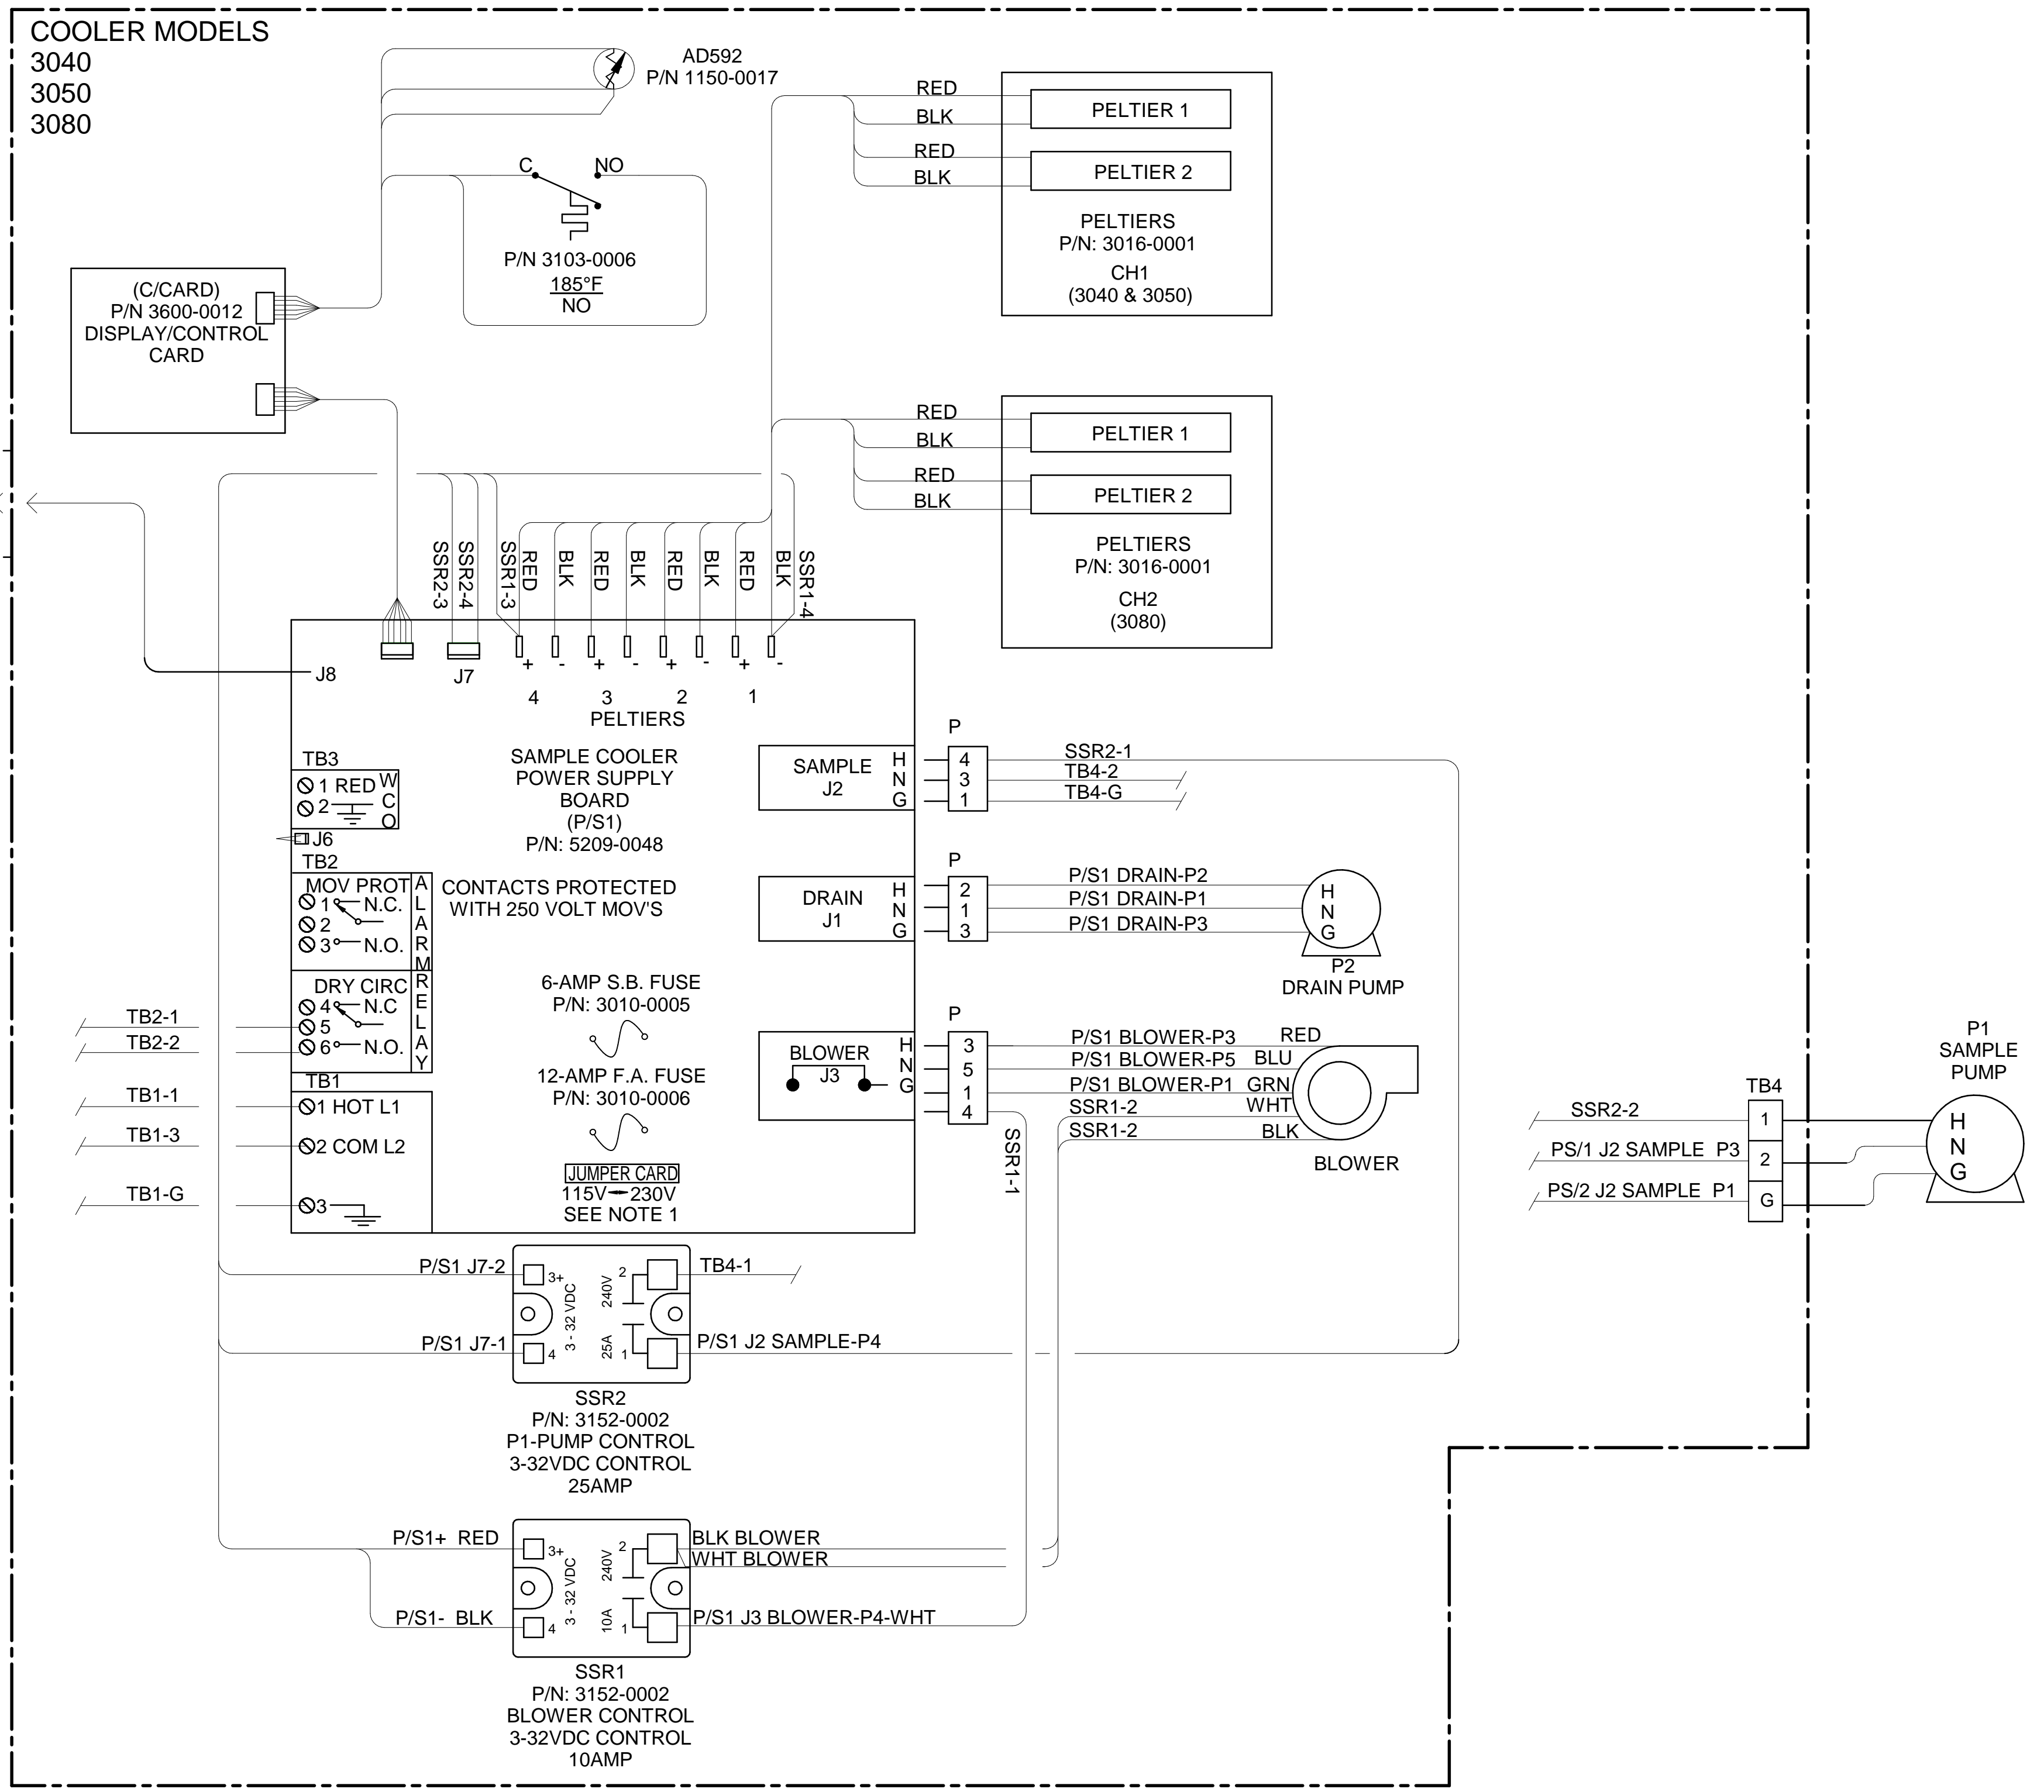 COOLER MODELS
3040
3050
3080
AD592
P/N 1150-0017
C
NO
P/N 3103-0006
185°F
NO
(C/CARD)
P/N 3600-0012
DISPLAY/CONTROL
CARD
RED
BLK
RED
BLK
PELTIER 1
PELTIER 2
PELTIERS
P/N: 3016-0001
CH1
(3040 & 3050)
RED
BLK
RED
BLK
PELTIER 1
PELTIER 2
PELTIERS
P/N: 3016-0001
CH2
(3080)
SSR2-3
SSR2-4
SSR1-3
RED
BLK
RED
BLK
RED
BLK
RED
BLK
SSR1-4
J8
J7
+ - + - + - + -
4 3 2 1
PELTIERS
SAMPLE COOLER
POWER SUPPLY
BOARD
(P/S1)
P/N: 5209-0048
TB3
1 RED
2
WCO
J6
TB2
MOV PROT
1 N.C.
2
3 N.O.
DRY CIRC
4 N.C
5
6 N.O.
ALARM
RELAY
CONTACTS PROTECTED
WITH 250 VOLT MOV'S
6-AMP S.B. FUSE
P/N: 3010-0005
12-AMP F.A. FUSE
P/N: 3010-0006
JUMPER CARD
115V 230V
SEE NOTE 1
TB1
1 HOT L1
2 COM L2
3
TB2-1
TB2-2
TB1-1
TB1-3
TB1-G
SAMPLE
J2
H
N
G
P
4
3
1
SSR2-1
TB4-2
TB4-G
DRAIN
J1
H
N
G
P
2
1
3
P/S1 DRAIN-P2
P/S1 DRAIN-P1
P/S1 DRAIN-P3
H
N
G
P2
DRAIN PUMP
BLOWER
J3
H
N
G
P
3
5
1
4
P/S1 BLOWER-P3 RED
P/S1 BLOWER-P5 BLU
P/S1 BLOWER-P1 GRN
SSR1-2 WHT
SSR1-2 BLK
BLOWER
SSR1-1
P1
SAMPLE
PUMP
TB4
SSR2-2
PS/1 J2 SAMPLE P3
PS/2 J2 SAMPLE P1
1
2
G
H
N
G
P/S1 J7-2
P/S1 J7-1
3+
4
3 - 32 VDC
240V
25A
2
1
TB4-1
P/S1 J2 SAMPLE-P4
SSR2
P/N: 3152-0002
P1-PUMP CONTROL
3-32VDC CONTROL
25AMP
P/S1+ RED
P/S1- BLK
3+
4
3 - 32 VDC
240V
10A
2
1
BLK BLOWER
WHT BLOWER
P/S1 J3 BLOWER-P4-WHT
SSR1
P/N: 3152-0002
BLOWER CONTROL
3-32VDC CONTROL
10AMP